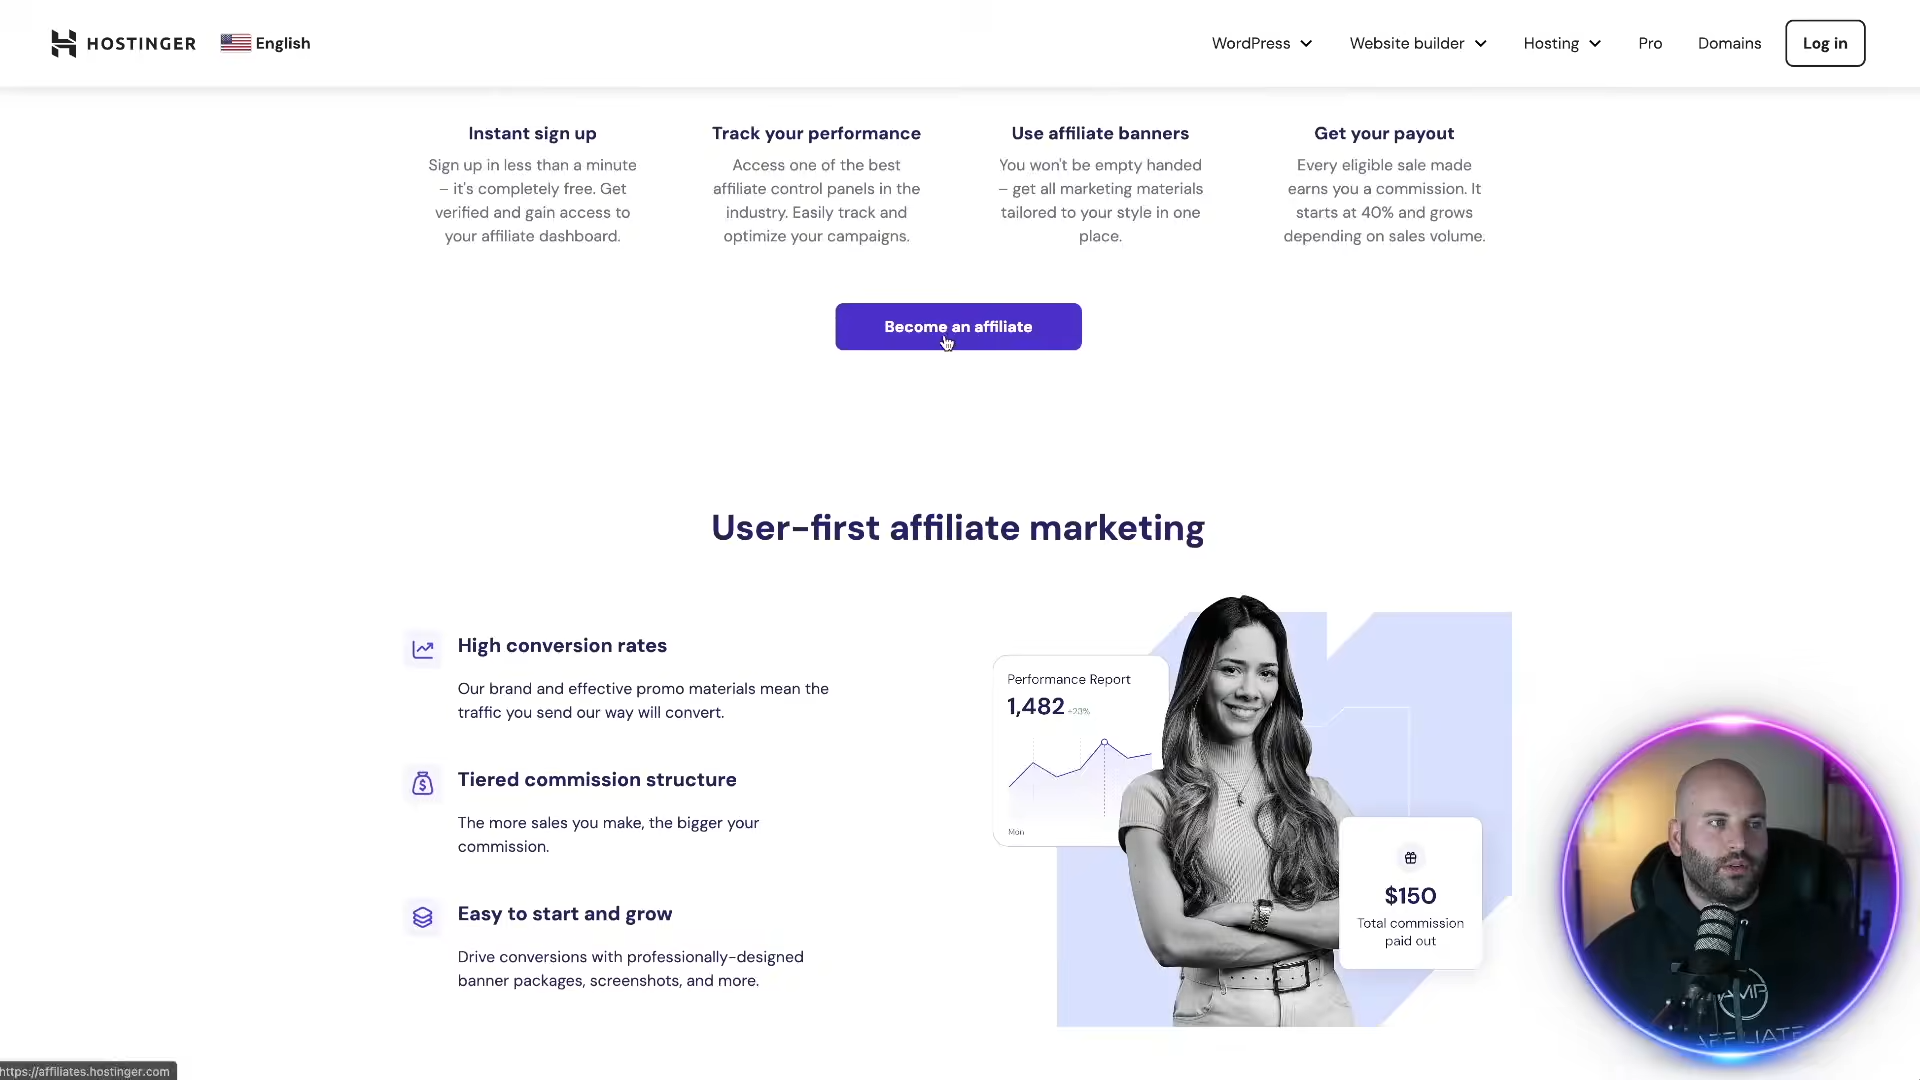 HOSTINGER
English
WordPress
Website builder
Hosting
Pro
Domains
Log in
Instant sign up
Sign up in less than a minute
– it's completely free. Get
verified and gain access to
your affiliate dashboard.
Track your performance
Access one of the best
affiliate control panels in the
industry. Easily track and
optimize your campaigns.
Use affiliate banners
You won't be empty handed
– get all marketing materials
tailored to your style in one
place.
Get your payout
Every eligible sale made
earns you a commission. It
starts at 40% and grows
depending on sales volume.
Become an affiliate
User-first affiliate marketing
High conversion rates
Our brand and effective promo materials mean the
traffic you send our way will convert.
Tiered commission structure
The more sales you make, the bigger your
commission.
Easy to start and grow
Drive conversions with professionally-designed
banner packages, screenshots, and more.
Performance Report
1,482 +23%
Mon
$150
Total commission
paid out
AFFILIATE
https://affiliates.hostinger.com